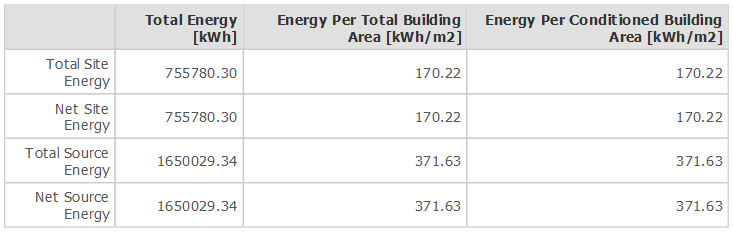 Total Energy [kWh] Energy Per Total Building Area [kWh/m2] Energy Per Conditioned Building Area [kWh/m2]
Total Site Energy 755780.30 170.22 170.22
Net Site Energy 755780.30 170.22 170.22
Total Source Energy 1650029.34 371.63 371.63
Net Source Energy 1650029.34 371.63 371.63